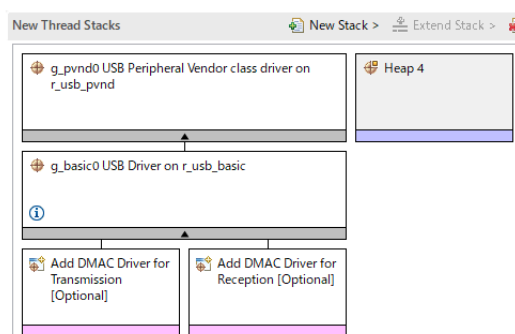 New Thread Stacks
New Stack >
Extend Stack >
g_pvnd0 USB Peripheral Vendor class driver on
r_usb_pvnd
Heap 4
g_basic0 USB Driver on r_usb_basic
Add DMAC Driver for
Transmission
[Optional]
Add DMAC Driver for
Reception [Optional]